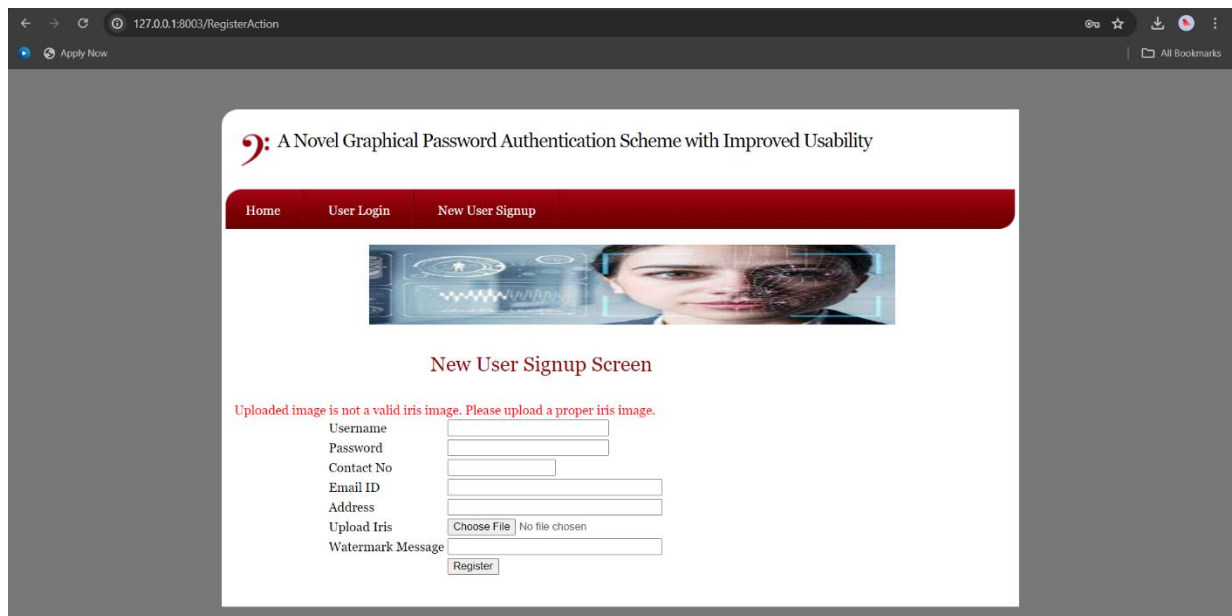 127.0.0.1:8003/RegisterAction
Apply Now
All Bookmarks
A Novel Graphical Password Authentication Scheme with Improved Usability
Home User Login New User Signup
New User Signup Screen
Uploaded image is not a valid iris image. Please upload a proper iris image.
Username
Password
Contact No
Email ID
Address
Upload Iris Choose File No file chosen
Watermark Message
Register